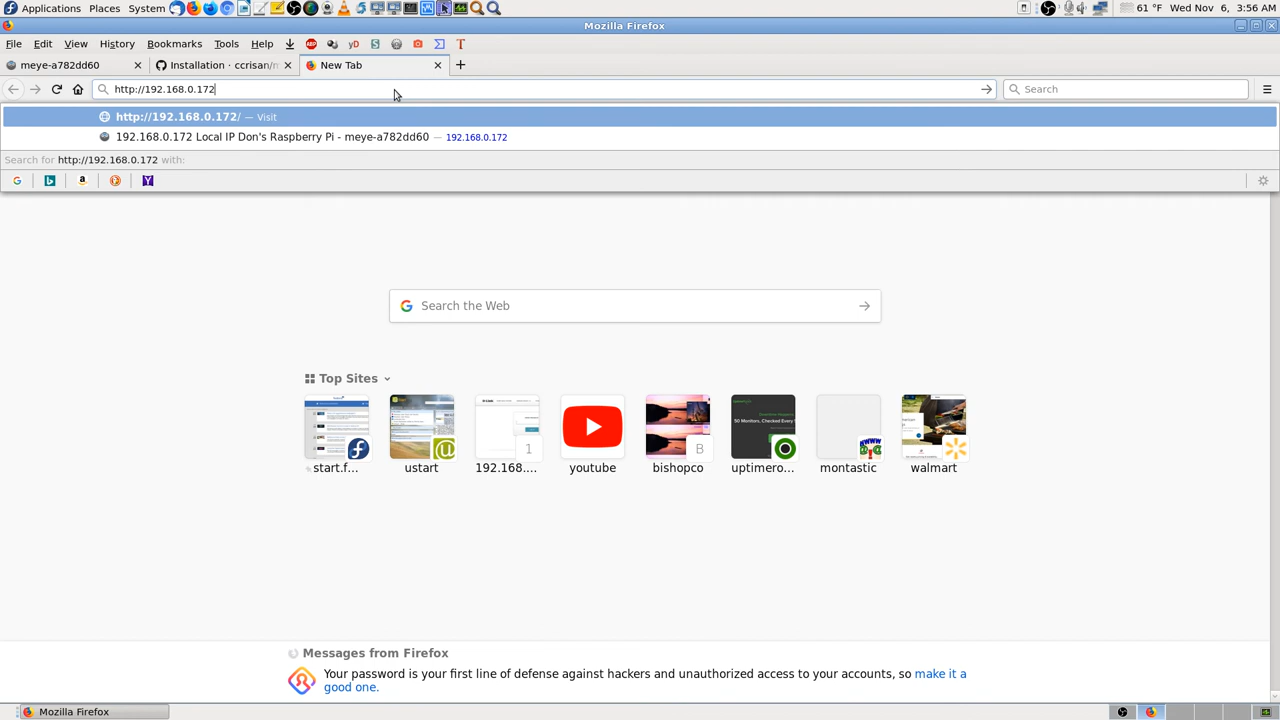 Applications Places System 61 °F Wed Nov 6, 3:56 AM
Mozilla Firefox
File Edit View History Bookmarks Tools Help ABP yD S T
meye-a782dd60 Installation · ccrisan/m New Tab
http://192.168.0.172 Search
http://192.168.0.172/ — Visit
192.168.0.172 Local IP Don's Raspberry Pi - meye-a782dd60 — 192.168.0.172
Search for http://192.168.0.172 with:
Search the Web
Top Sites
start.f... ustart 192.168.... youtube bishopco uptimero... montastic walmart
Messages from Firefox
Your password is your first line of defense against hackers and unauthorized access to your accounts, so make it a
good one.
Mozilla Firefox